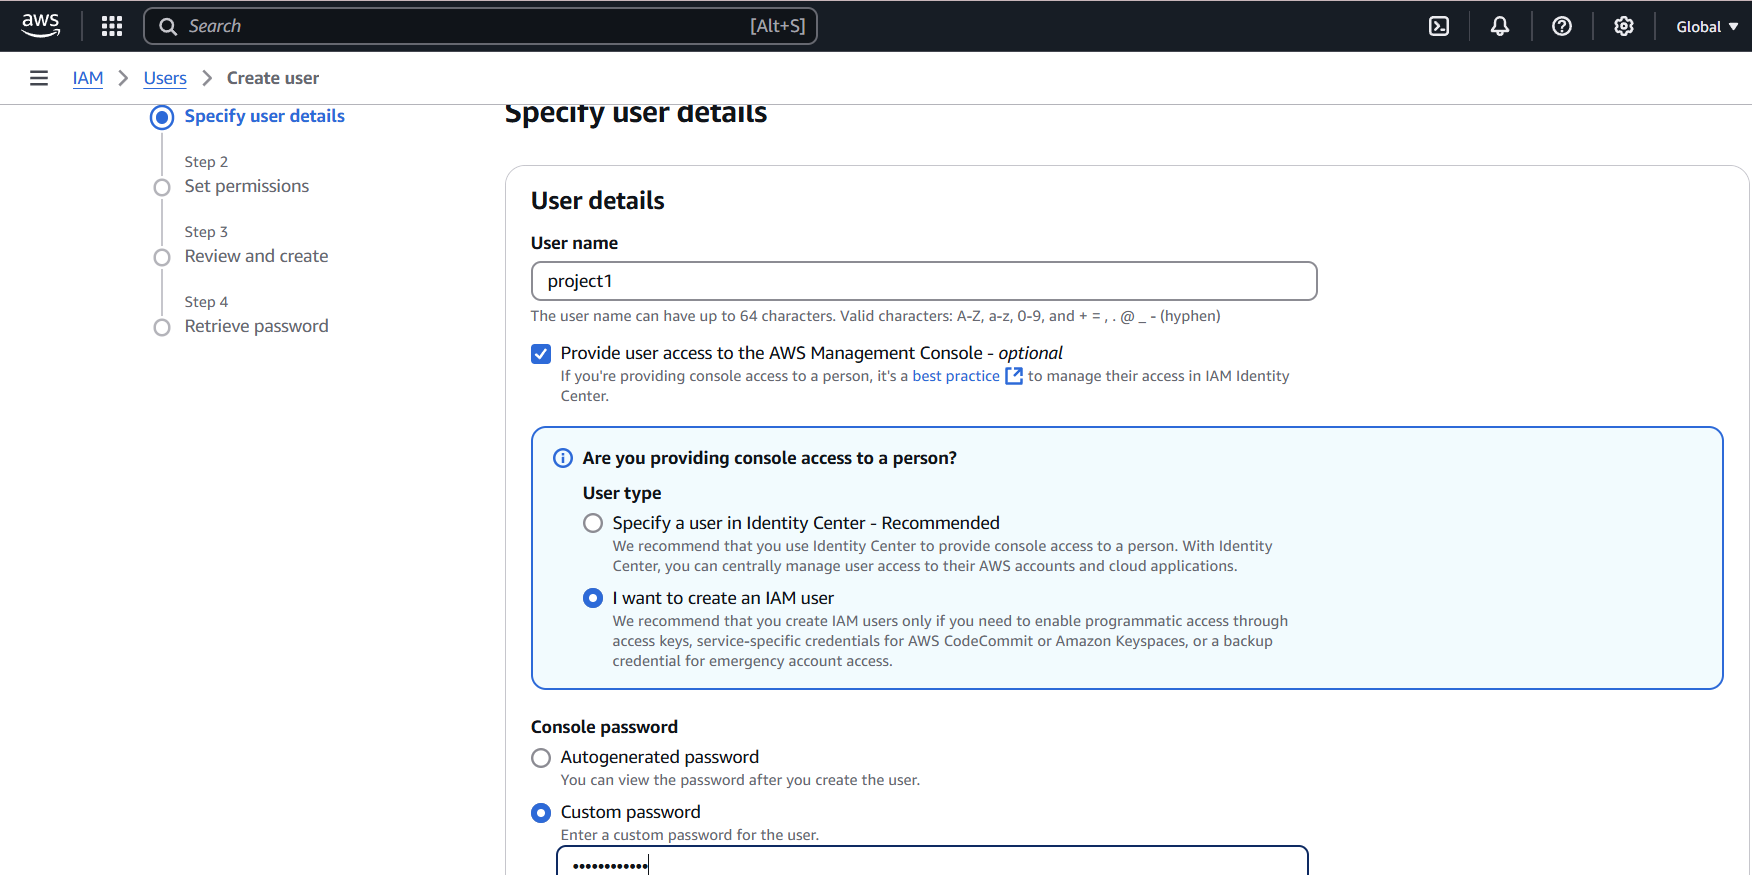 aws
Search
[Alt+S]
Global
IAM
Users
Create user
Specify user details
Step 2
Set permissions
Step 3
Review and create
Step 4
Retrieve password
Specify user details
User details
User name
project1
The user name can have up to 64 characters. Valid characters: A-Z, a-z, 0-9, and + = , . @ _ - (hyphen)
Provide user access to the AWS Management Console - optional
If you're providing console access to a person, it's a best practice to manage their access in IAM Identity
Center.
Are you providing console access to a person?
User type
Specify a user in Identity Center - Recommended
We recommend that you use Identity Center to provide console access to a person. With Identity
Center, you can centrally manage user access to their AWS accounts and cloud applications.
I want to create an IAM user
We recommend that you create IAM users only if you need to enable programmatic access through
access keys, service-specific credentials for AWS CodeCommit or Amazon Keyspaces, or a backup
credential for emergency account access.
Console password
Autogenerated password
You can view the password after you create the user.
Custom password
Enter a custom password for the user.
••••••••••••